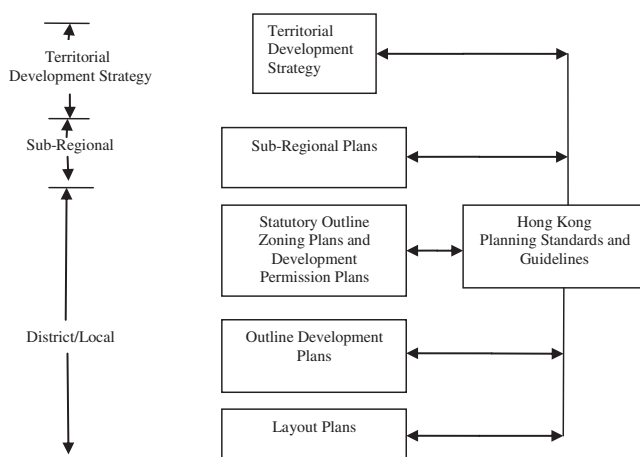 Territorial
Development Strategy
Sub-Regional
District/Local
Territorial
Development
Strategy
Sub-Regional Plans
Statutory Outline
Zoning Plans and
Development
Permission Plans
Hong Kong
Planning Standards and
Guidelines
Outline Development
Plans
Layout Plans